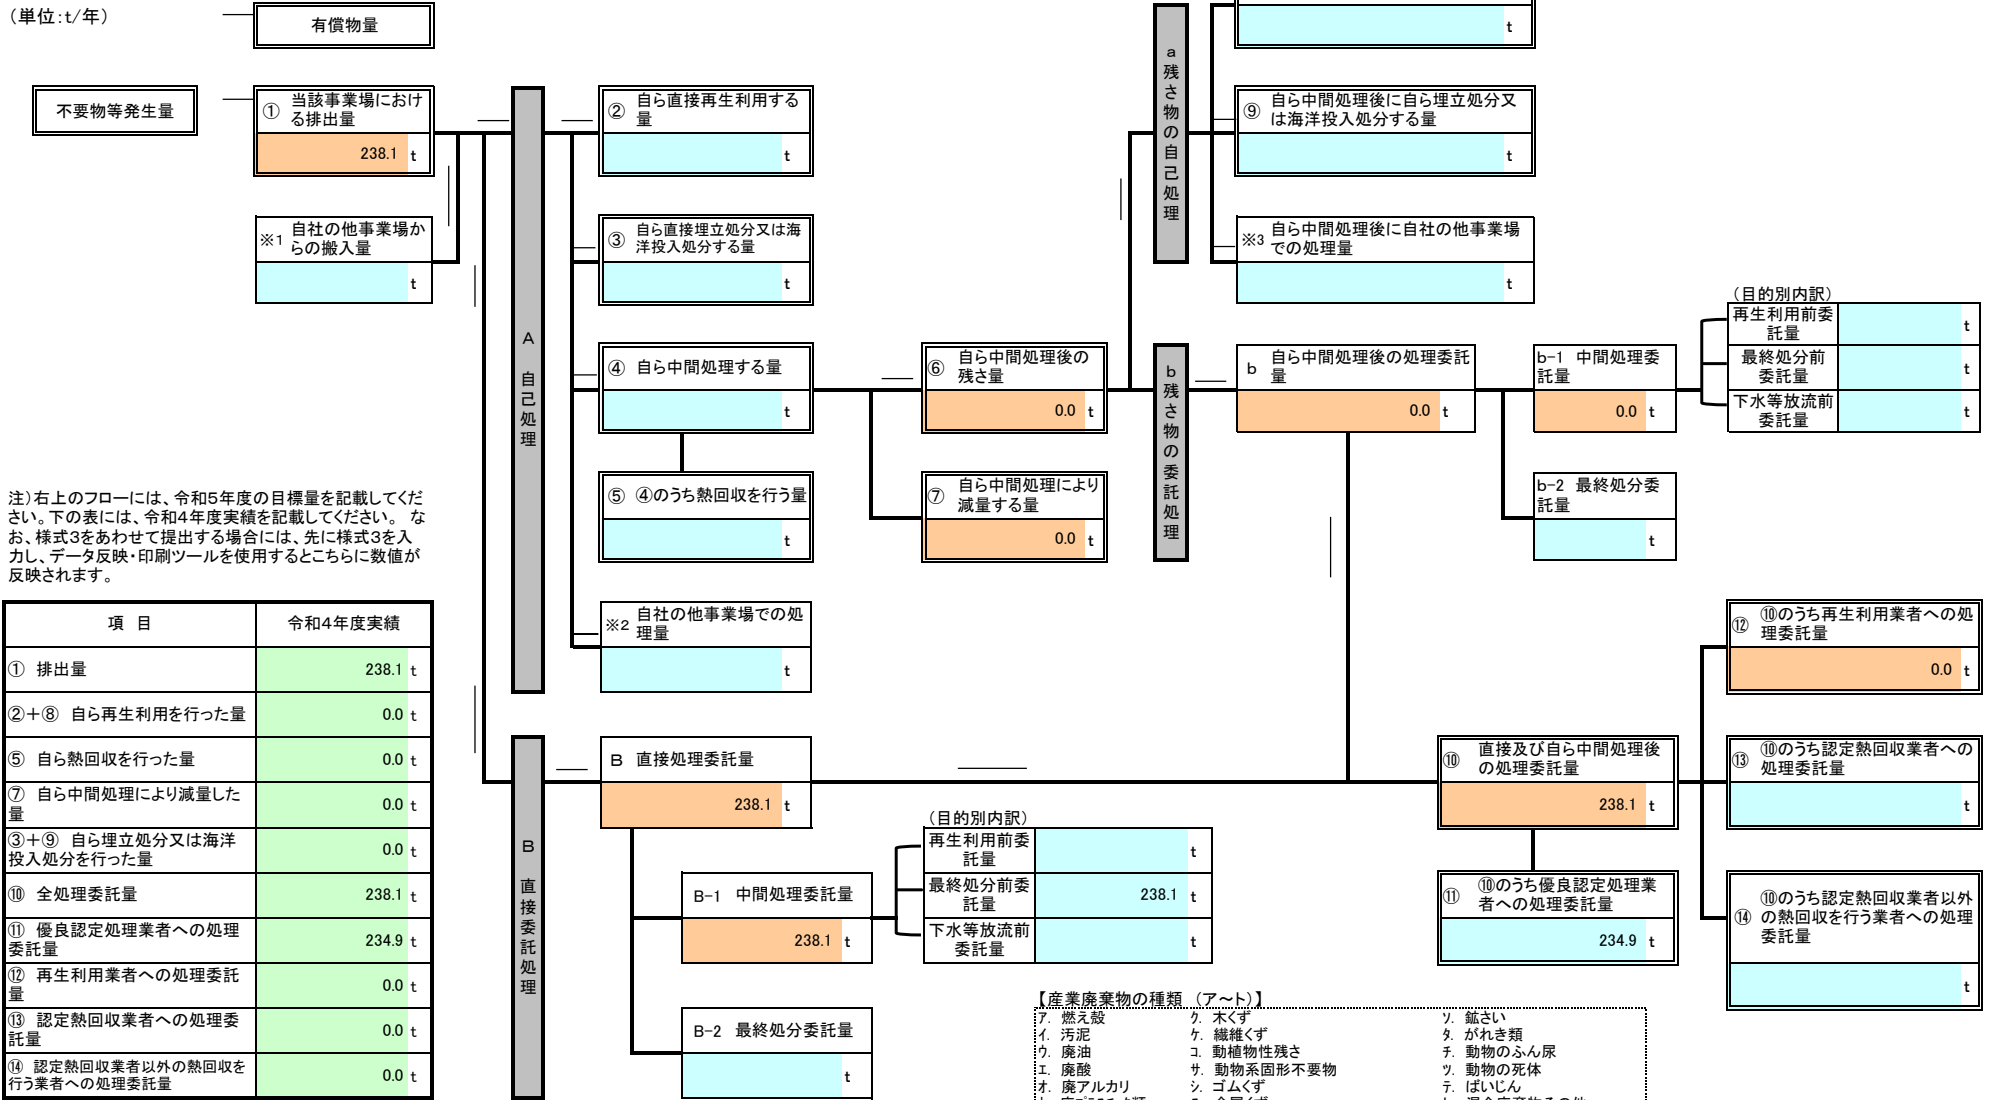 （単位:t/年）
有償物量
不要物等発生量
① 当該事業場におけ
る排出量
238.1 t
※1 自社の他事業場か
らの搬入量
t
A 自己処理
② 自ら直接再生利用する
量
t
③ 自ら直接埋立処分又は海
洋投入処分する量
t
④ 自ら中間処理する量
t
⑤ ④のうち熱回収を行う量
t
※2 自社の他事業場での処
理量
t
⑥ 自ら中間処理後の
残さ量
0.0 t
⑦ 自ら中間処理により
減量する量
0.0 t
a 残さ物の自己処理
t
⑨ 自ら中間処理後に自ら埋立処分又
は海洋投入処分する量
t
※3 自ら中間処理後に自社の他事業場
での処理量
t
b 残さ物の委託処理
b 自ら中間処理後の処理委託
量
0.0 t
b-1 中間処理委
託量
0.0 t
（目的別内訳）
再生利用前委
託量
t
最終処分前
委託量
t
下水等放流前
委託量
t
b-2 最終処分委
託量
t
注）右上のフローには、令和5年度の目標量を記載してくだ
さい。下の表には、令和4年度実績を記載してください。 な
お、様式3をあわせて提出する場合には、先に様式3を入
力し、データ反映・印刷ツールを使用するとこちらに数値が
反映されます。
項 目 令和4年度実績
① 排出量 238.1 t
②＋⑧ 自ら再生利用を行った量 0.0 t
⑤ 自ら熱回収を行った量 0.0 t
⑦ 自ら中間処理により減量した
量 0.0 t
③＋⑨ 自ら埋立処分又は海洋
投入処分を行った量 0.0 t
⑩ 全処理委託量 238.1 t
⑪ 優良認定処理業者への処理
委託量 234.9 t
⑫ 再生利用業者への処理委託
量 0.0 t
⑬ 認定熱回収業者への処理委
託量 0.0 t
⑭ 認定熱回収業者以外の熱回収を
行う業者への処理委託量 0.0 t
B 直接委託処理
B 直接処理委託量
238.1 t
B-1 中間処理委託量
238.1 t
（目的別内訳）
再生利用前委
託量
t
最終処分前委
託量
238.1 t
下水等放流前
委託量
t
B-2 最終処分委託量
t
⑩ 直接及び自ら中間処理後
の処理委託量
238.1 t
⑪ ⑩のうち優良認定処理業
者への処理委託量
234.9 t
⑫ ⑩のうち再生利用業者への処
理委託量
0.0 t
⑬ ⑩のうち認定熱回収業者への
処理委託量
t
⑭ ⑩のうち認定熱回収業者以外
の熱回収を行う業者への処理
委託量
t
【産業廃棄物の種類 （ア～ト）】
ア. 燃え殻 ク. 木くず ソ. 鉱さい
イ. 汚泥 ケ. 繊維くず タ. がれき類
ウ. 廃油 コ. 動植物性残さ チ. 動物のふん尿
エ. 廃酸 サ. 動物系固形不要物 ツ. 動物の死体
オ. 廃アルカリ シ. ゴムくず テ. ばいじん